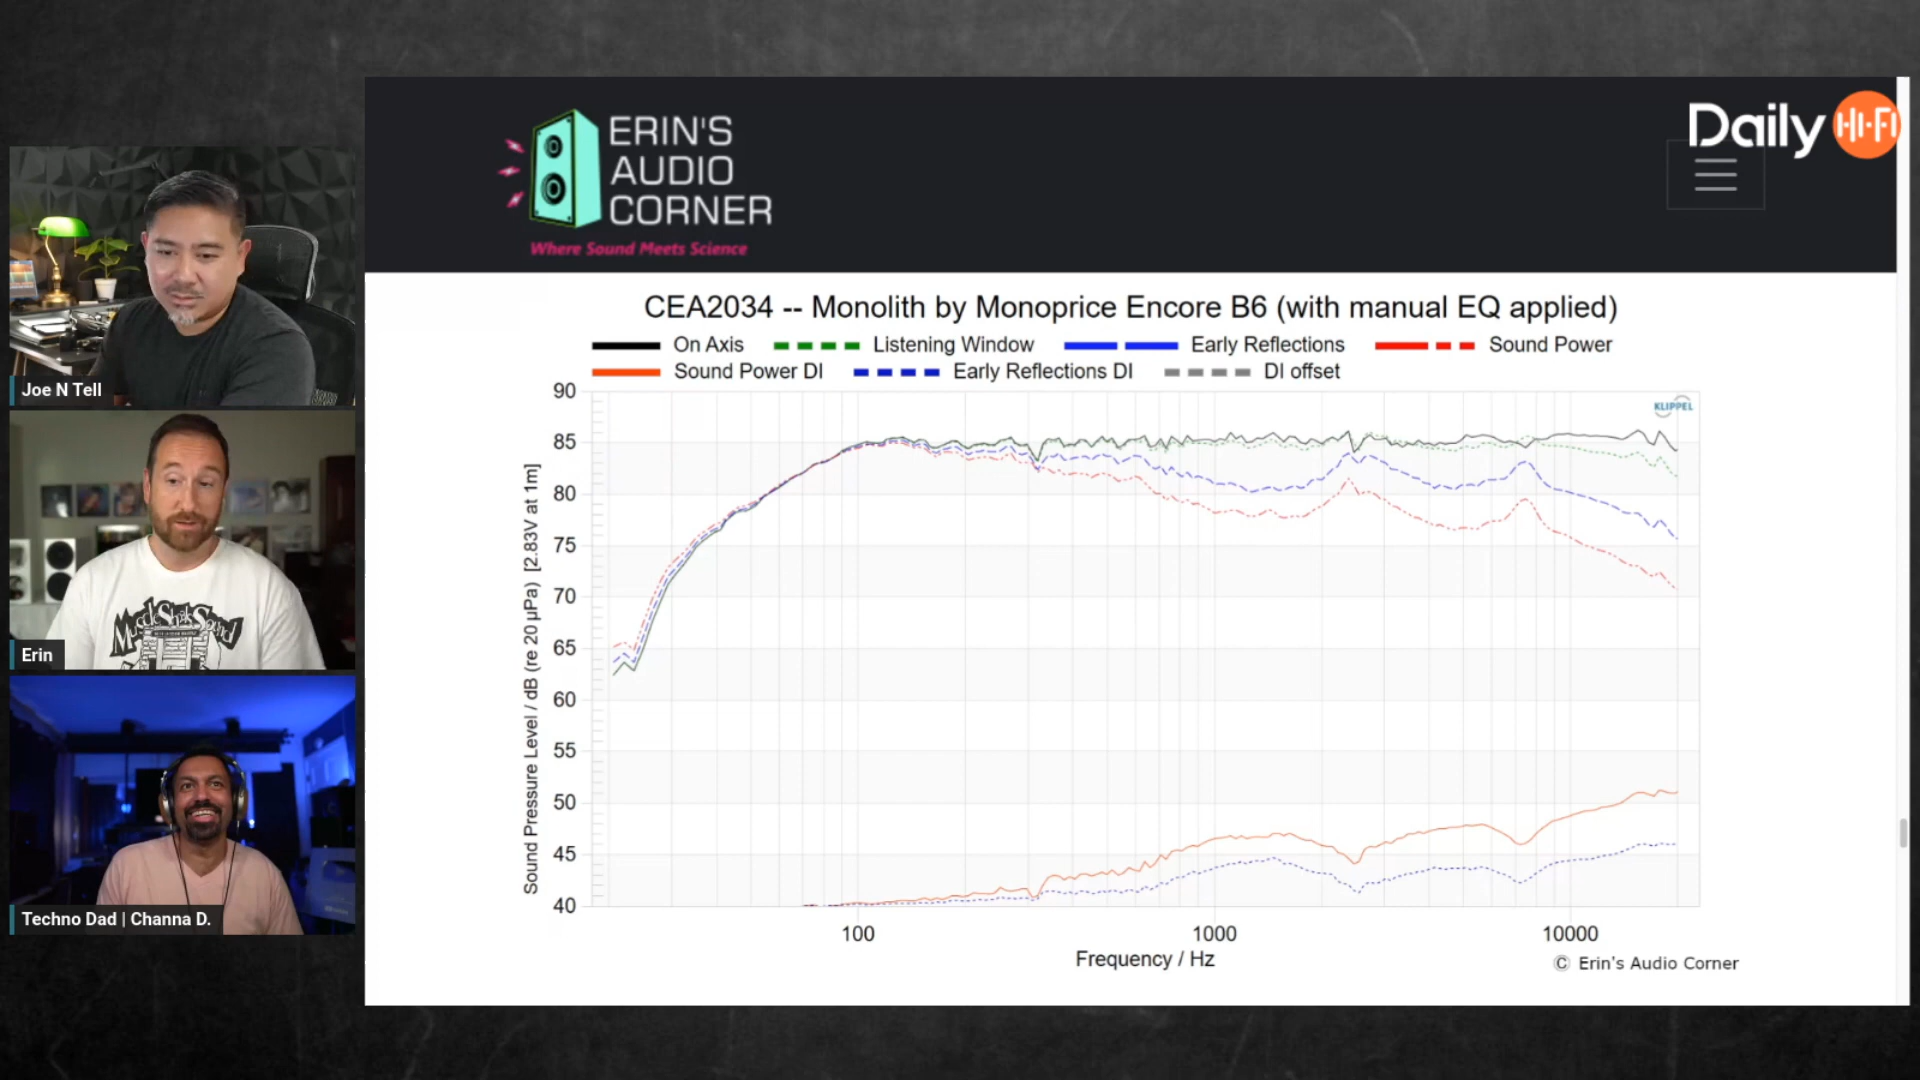 Daily HI-FI
ERIN'S
AUDIO
CORNER
Where Sound Meets Science
Joe N Tell
Erin
Techno Dad | Channa D.
CEA2034 -- Monolith by Monoprice Encore B6 (with manual EQ applied)
On Axis Listening Window Early Reflections Sound Power
Sound Power DI Early Reflections DI DI offset
KLIPPEL
Sound Pressure Level / dB (re 20 µPa) [2.83V at 1m]
90
85
80
75
70
65
60
55
50
45
40
100 1000 10000
Frequency / Hz
© Erin's Audio Corner